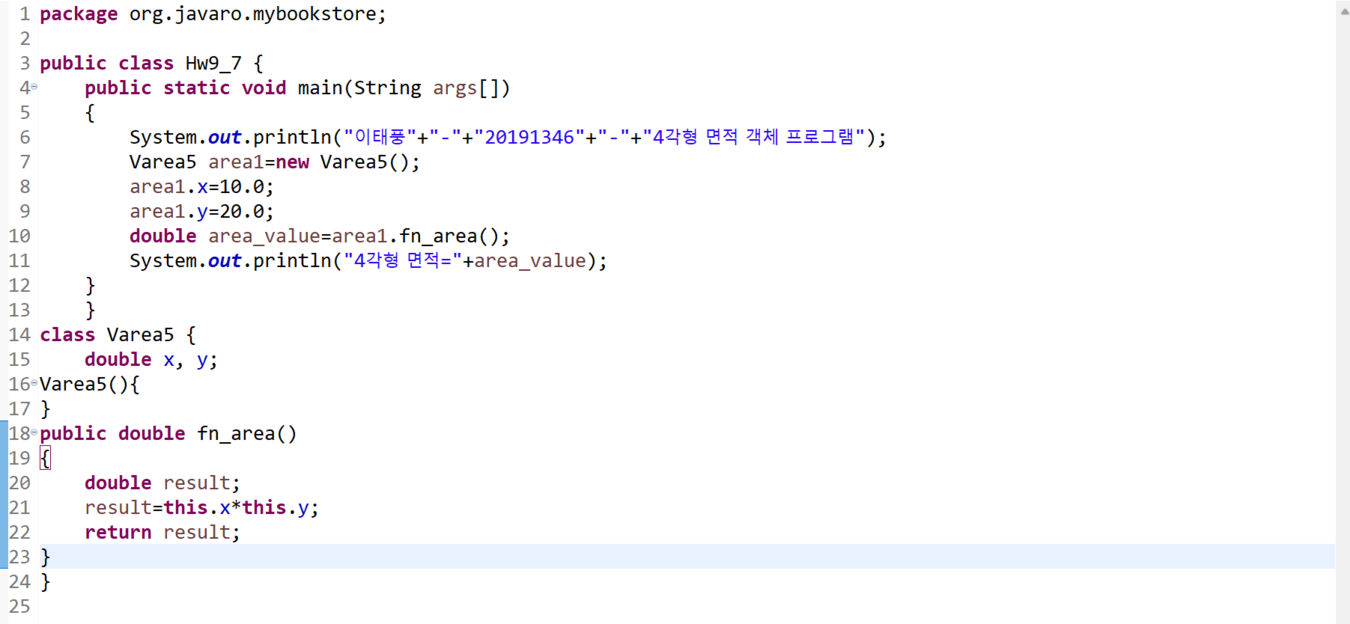 1 package org.javaro.mybookstore;
2
3 public class Hw9_7 {
4 public static void main(String args[])
5 {
6 System.out.println("이태풍"+"-"+"20191346"+"-"+"4각형 면적 객체 프로그램");
7 Varea5 area1=new Varea5();
8 area1.x=10.0;
9 area1.y=20.0;
10 double area_value=area1.fn_area();
11 System.out.println("4각형 면적="+area_value);
12 }
13 }
14 class Varea5 {
15 double x, y;
16 Varea5(){
17 }
18 public double fn_area()
19 {
20 double result;
21 result=this.x*this.y;
22 return result;
23 }
24 }
25